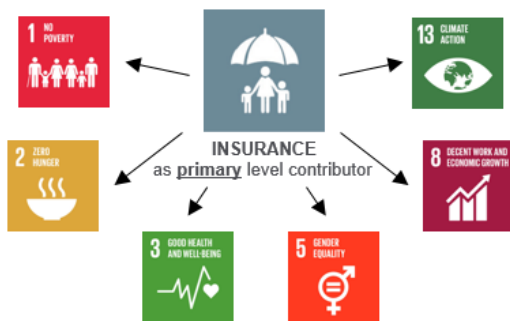 1 NO
POVERTY
13 CLIMATE
ACTION
INSURANCE
as primary level contributor
2 ZERO
HUNGER
8 DECENT WORK AND
ECONOMIC GROWTH
3 GOOD HEALTH
AND WELL-BEING
5 GENDER
EQUALITY